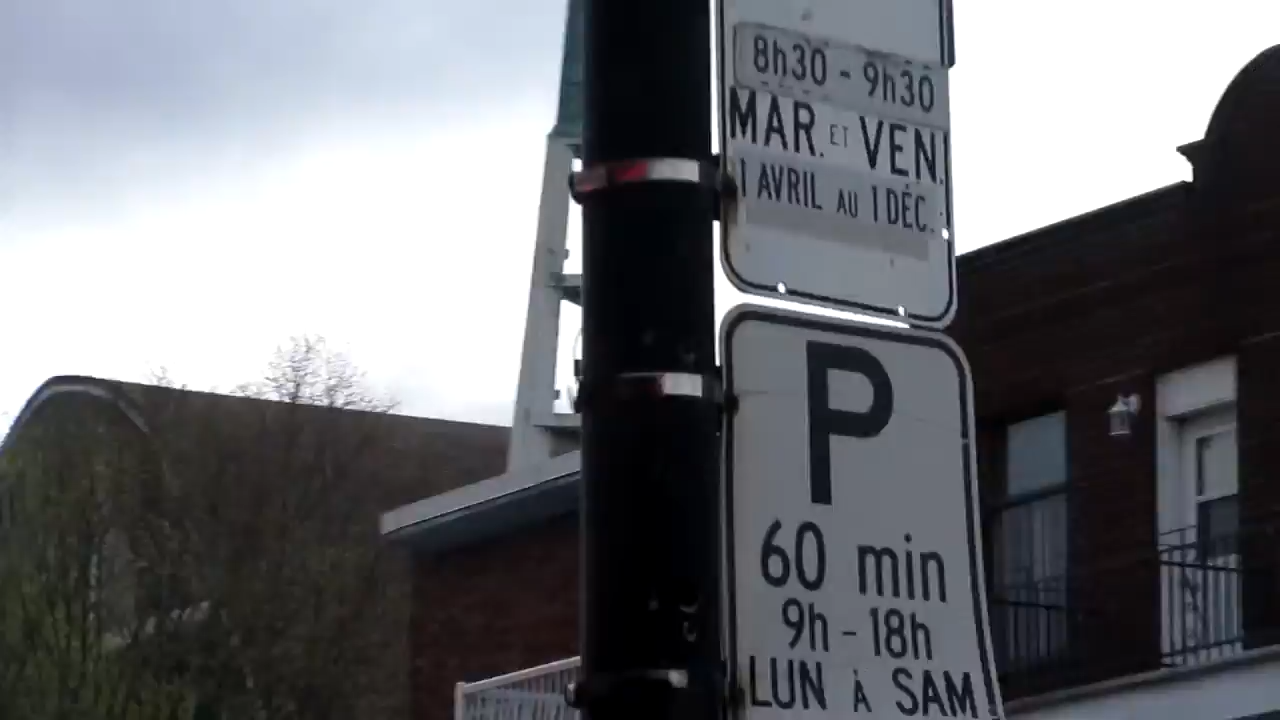 8h30 - 9h30
MAR. ET VEN.
1 AVRIL AU 1 DÉC.
P
60 min
9h - 18h
LUN À SAM